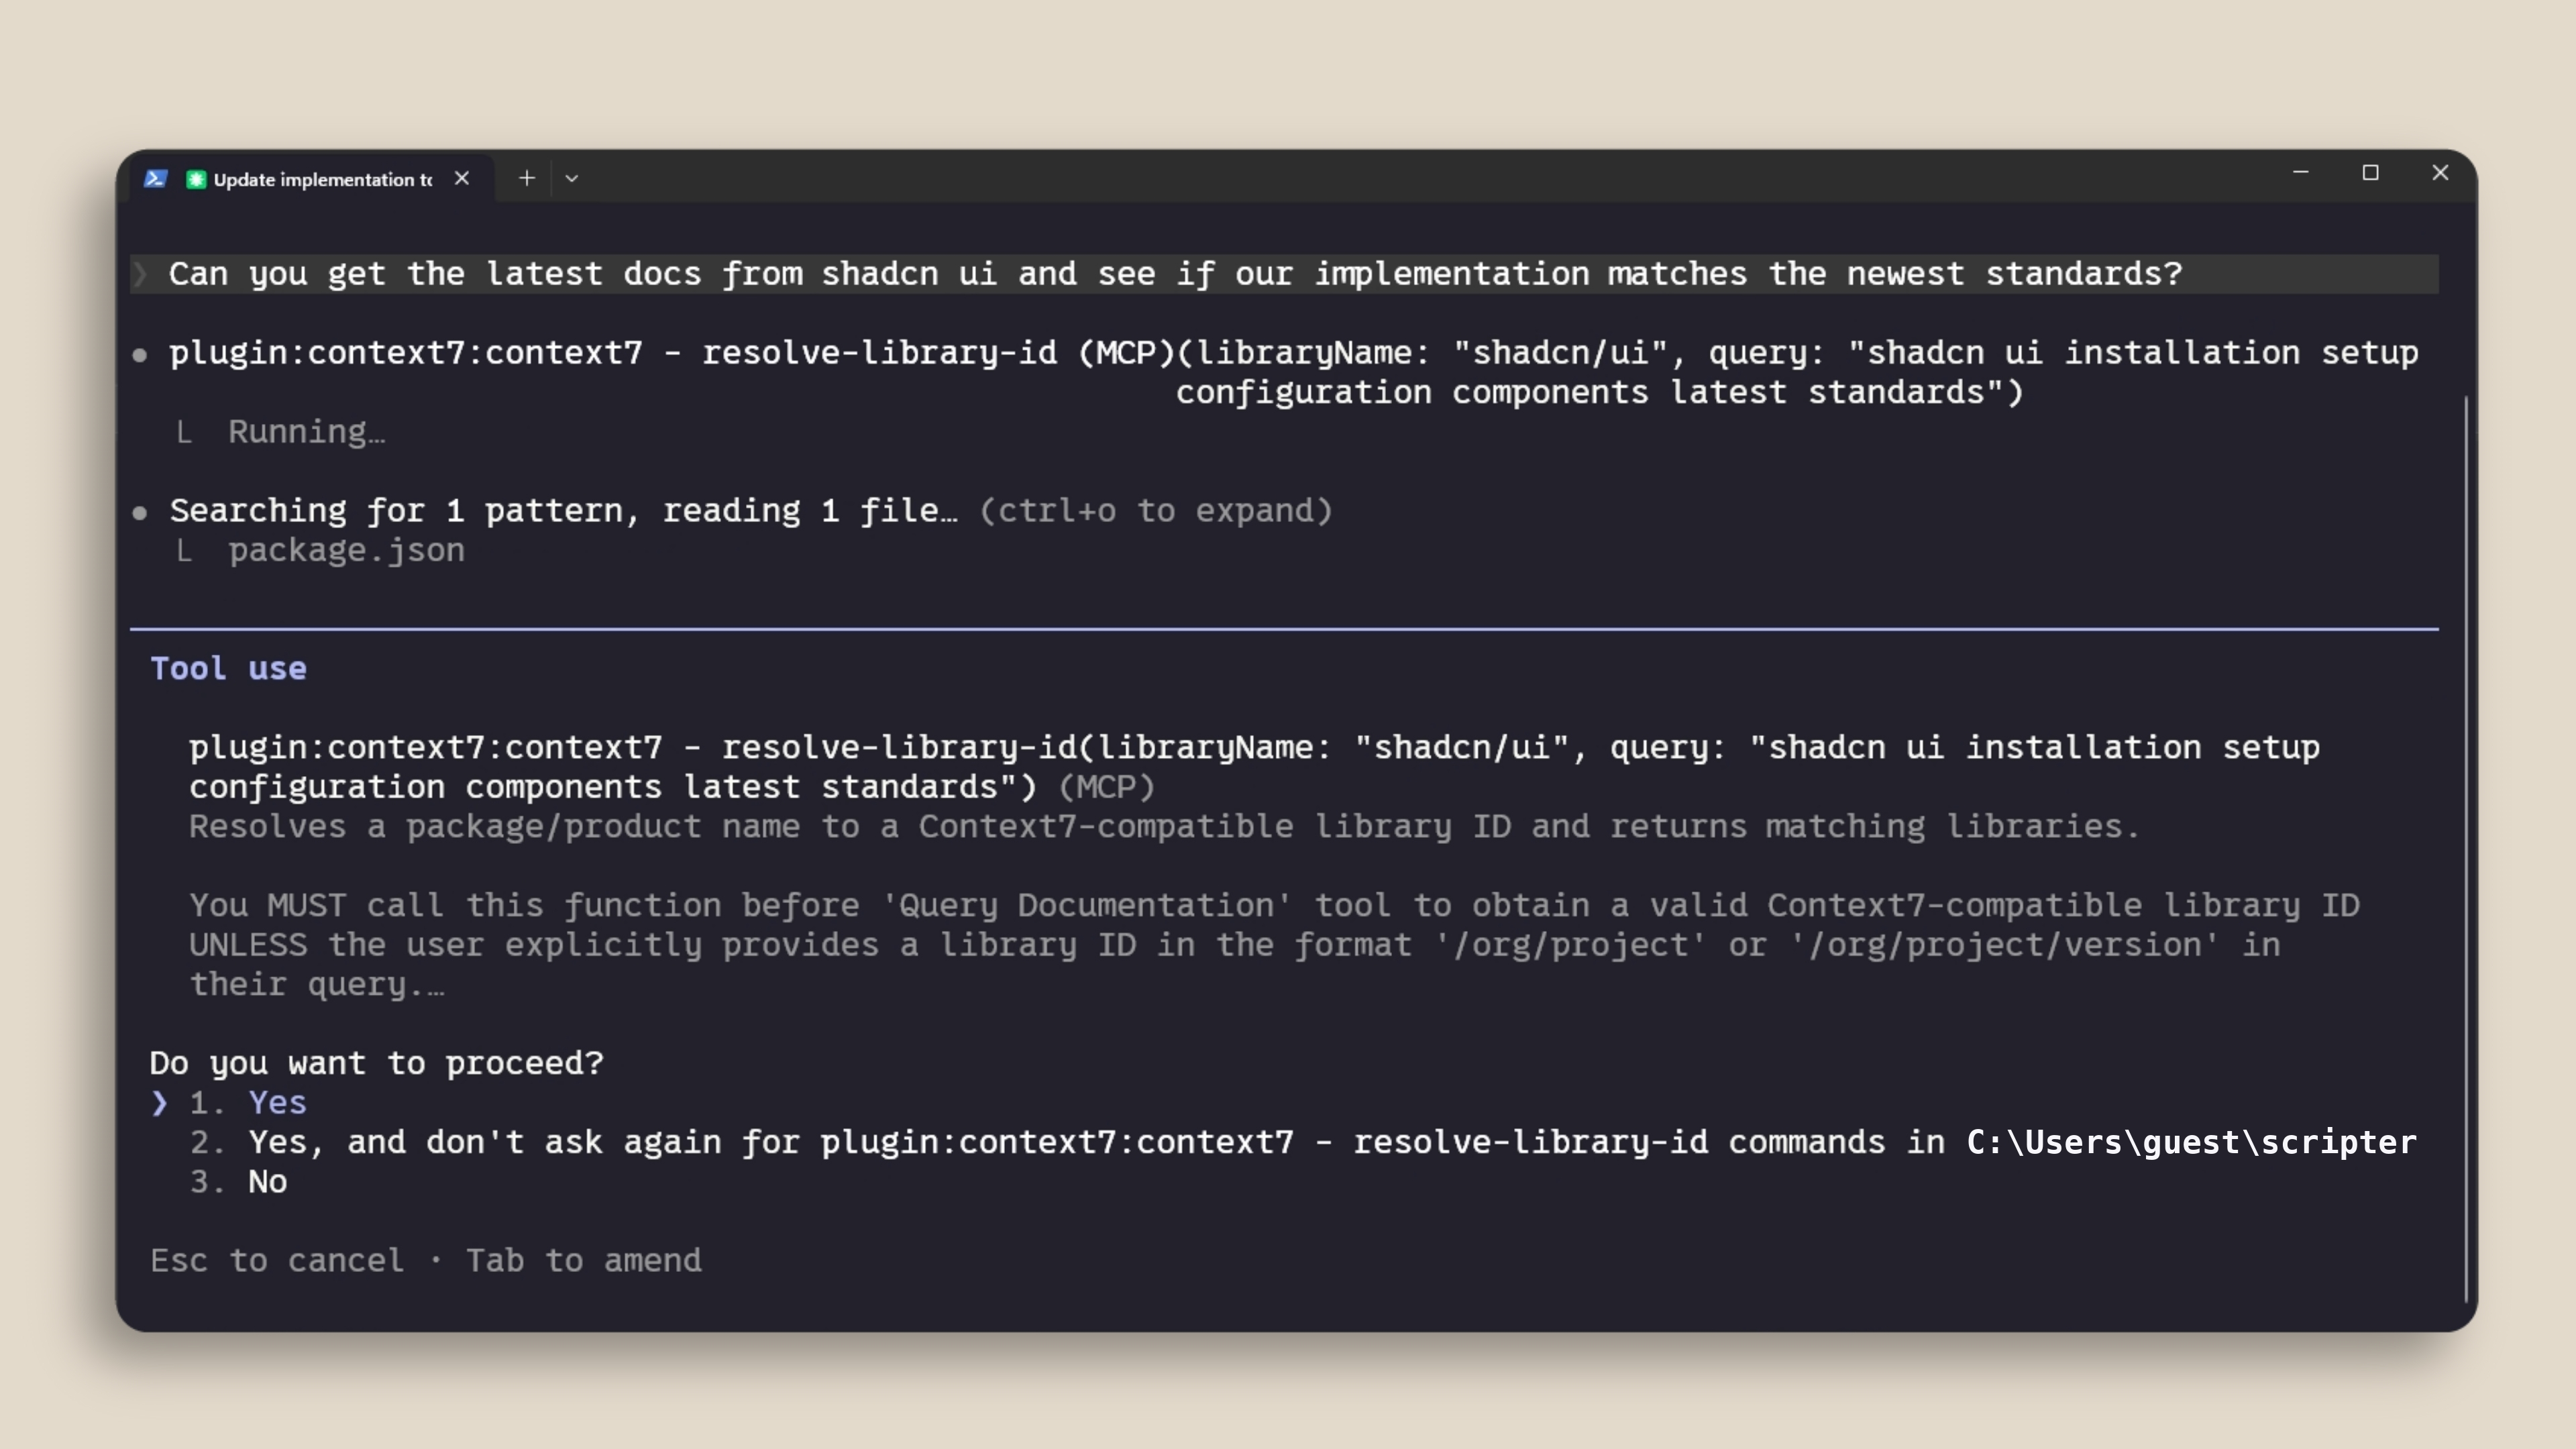 Update implementation to
❯ Can you get the latest docs from shadcn ui and see if our implementation matches the newest standards?
● plugin:context7:context7 - resolve-library-id (MCP)(libraryName: "shadcn/ui", query: "shadcn ui installation setup
configuration components latest standards")
L Running…
● Searching for 1 pattern, reading 1 file… (ctrl+o to expand)
L package.json
Tool use
plugin:context7:context7 - resolve-library-id(libraryName: "shadcn/ui", query: "shadcn ui installation setup
configuration components latest standards") (MCP)
Resolves a package/product name to a Context7-compatible library ID and returns matching libraries.
You MUST call this function before 'Query Documentation' tool to obtain a valid Context7-compatible library ID
UNLESS the user explicitly provides a library ID in the format '/org/project' or '/org/project/version' in
their query.…
Do you want to proceed?
❯ 1. Yes
2. Yes, and don't ask again for plugin:context7:context7 - resolve-library-id commands in C:\Users\guest\scripter
3. No
Esc to cancel · Tab to amend